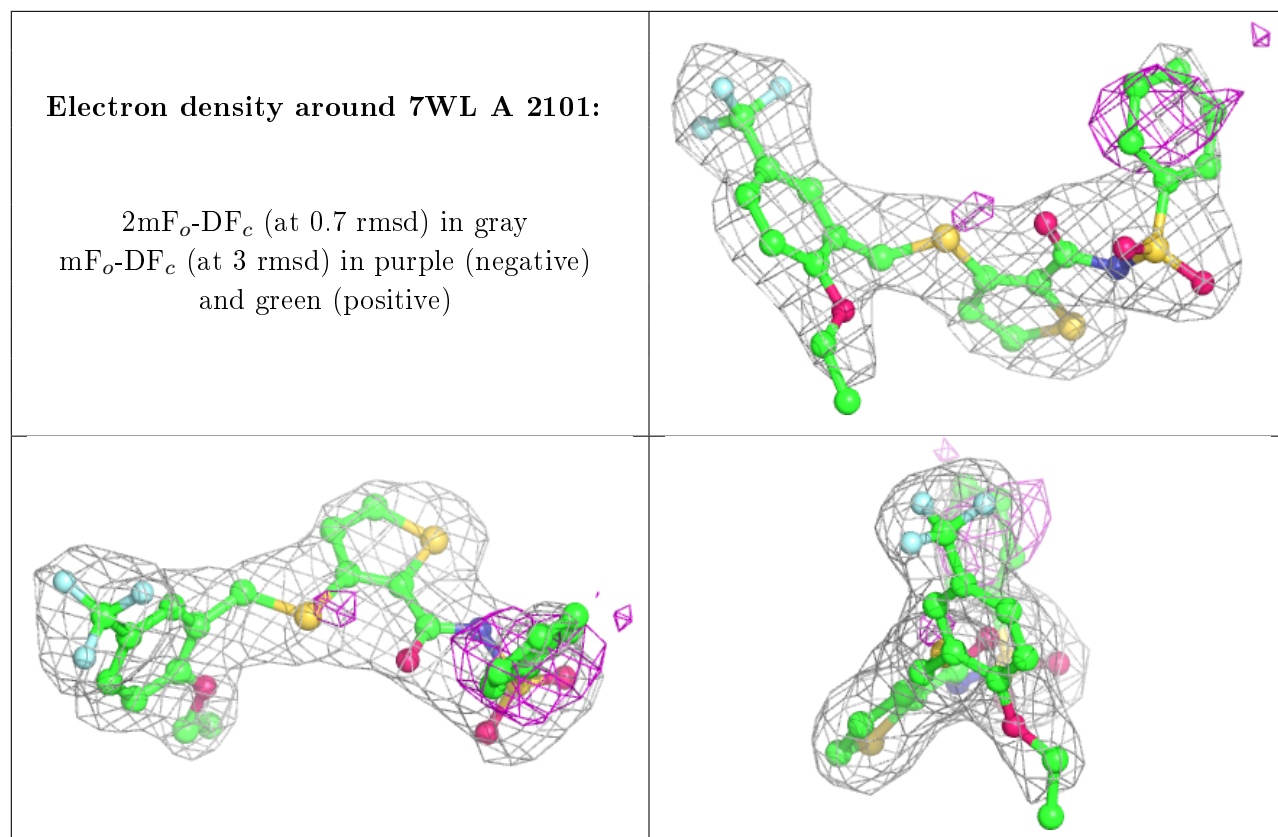 Electron density around 7WL A 2101:
2mFo-DFc (at 0.7 rmsd) in gray
mFo-DFc (at 3 rmsd) in purple (negative)
and green (positive)